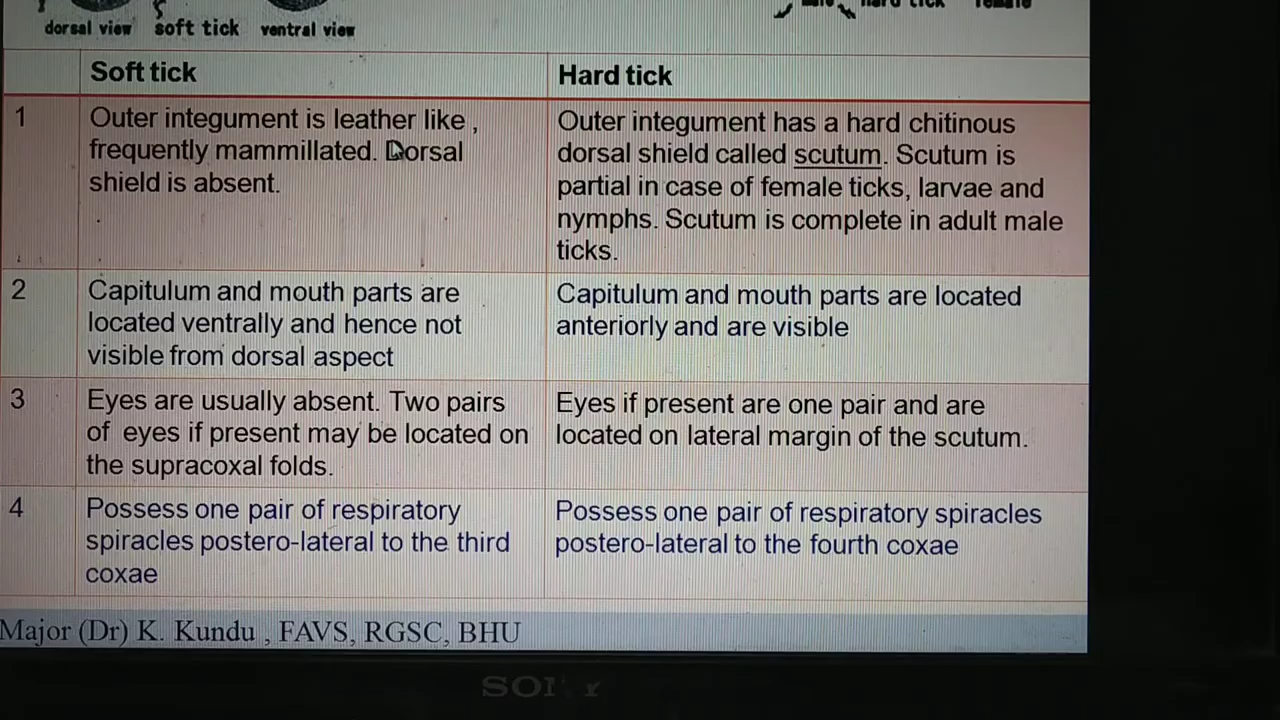 dorsal view soft tick ventral view
hard tick female
Soft tick Hard tick
1
Outer integument is leather like ,
frequently mammillated. Dorsal
shield is absent.
Outer integument has a hard chitinous
dorsal shield called scutum. Scutum is
partial in case of female ticks, larvae and
nymphs. Scutum is complete in adult male
ticks.
2
Capitulum and mouth parts are
located ventrally and hence not
visible from dorsal aspect
Capitulum and mouth parts are located
anteriorly and are visible
3
Eyes are usually absent. Two pairs
of eyes if present may be located on
the supracoxal folds.
Eyes if present are one pair and are
located on lateral margin of the scutum.
4
Possess one pair of respiratory
spiracles postero-lateral to the third
coxae
Possess one pair of respiratory spiracles
postero-lateral to the fourth coxae
Major (Dr) K. Kundu , FAVS, RGSC, BHU